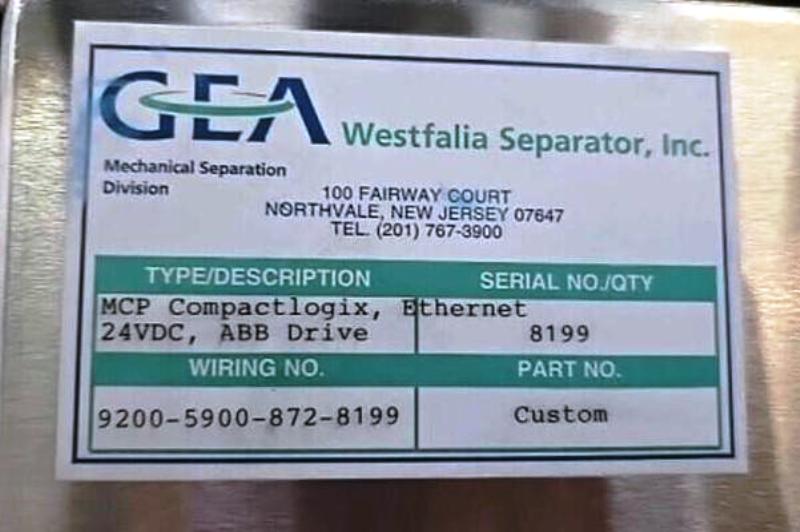 GEA Westfalia Separator, Inc.
Mechanical Separation
Division
100 FAIRWAY COURT
NORTHVALE, NEW JERSEY 07647
TEL. (201) 767-3900
TYPE/DESCRIPTION SERIAL NO./QTY
MCP Compactlogix, Ethernet
24VDC, ABB Drive 8199
WIRING NO. PART NO.
9200-5900-872-8199 Custom